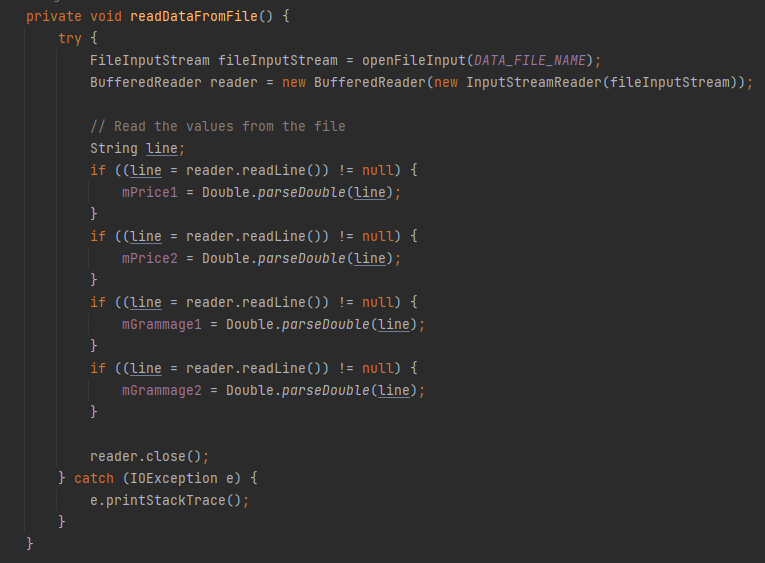 private void readDataFromFile() {
    try {
        FileInputStream fileInputStream = openFileInput(DATA_FILE_NAME);
        BufferedReader reader = new BufferedReader(new InputStreamReader(fileInputStream));

        // Read the values from the file
        String line;
        if ((line = reader.readLine()) != null) {
            mPrice1 = Double.parseDouble(line);
        }
        if ((line = reader.readLine()) != null) {
            mPrice2 = Double.parseDouble(line);
        }
        if ((line = reader.readLine()) != null) {
            mGrammage1 = Double.parseDouble(line);
        }
        if ((line = reader.readLine()) != null) {
            mGrammage2 = Double.parseDouble(line);
        }

        reader.close();
    } catch (IOException e) {
        e.printStackTrace();
    }
}